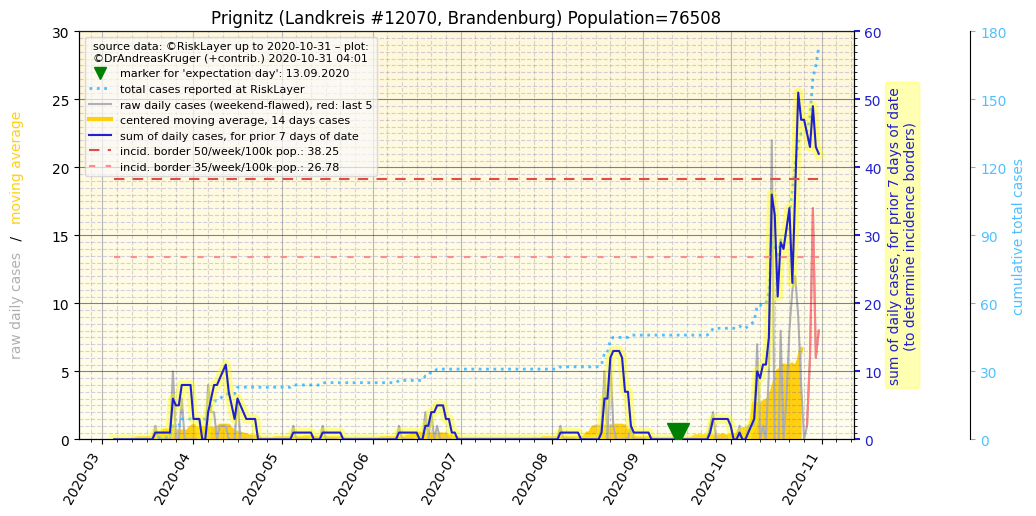 Prignitz (Landkreis #12070, Brandenburg) Population=76508
source data: ©RiskLayer up to 2020-10-31 – plot:
©DrAndreasKruger (+contrib.) 2020-10-31 04:01
marker for 'expectation day': 13.09.2020
total cases reported at RiskLayer
raw daily cases (weekend-flawed), red: last 5
centered moving average, 14 days cases
sum of daily cases, for prior 7 days of date
incid. border 50/week/100k pop.: 38.25
incid. border 35/week/100k pop.: 26.78
raw daily cases / moving average
30
25
20
15
10
5
0
2020-03
2020-04
2020-05
2020-06
2020-07
2020-08
2020-09
2020-10
2020-11
60
50
40
30
20
10
0
sum of daily cases, for prior 7 days of date
(to determine incidence borders)
180
150
120
90
60
30
0
cumulative total cases